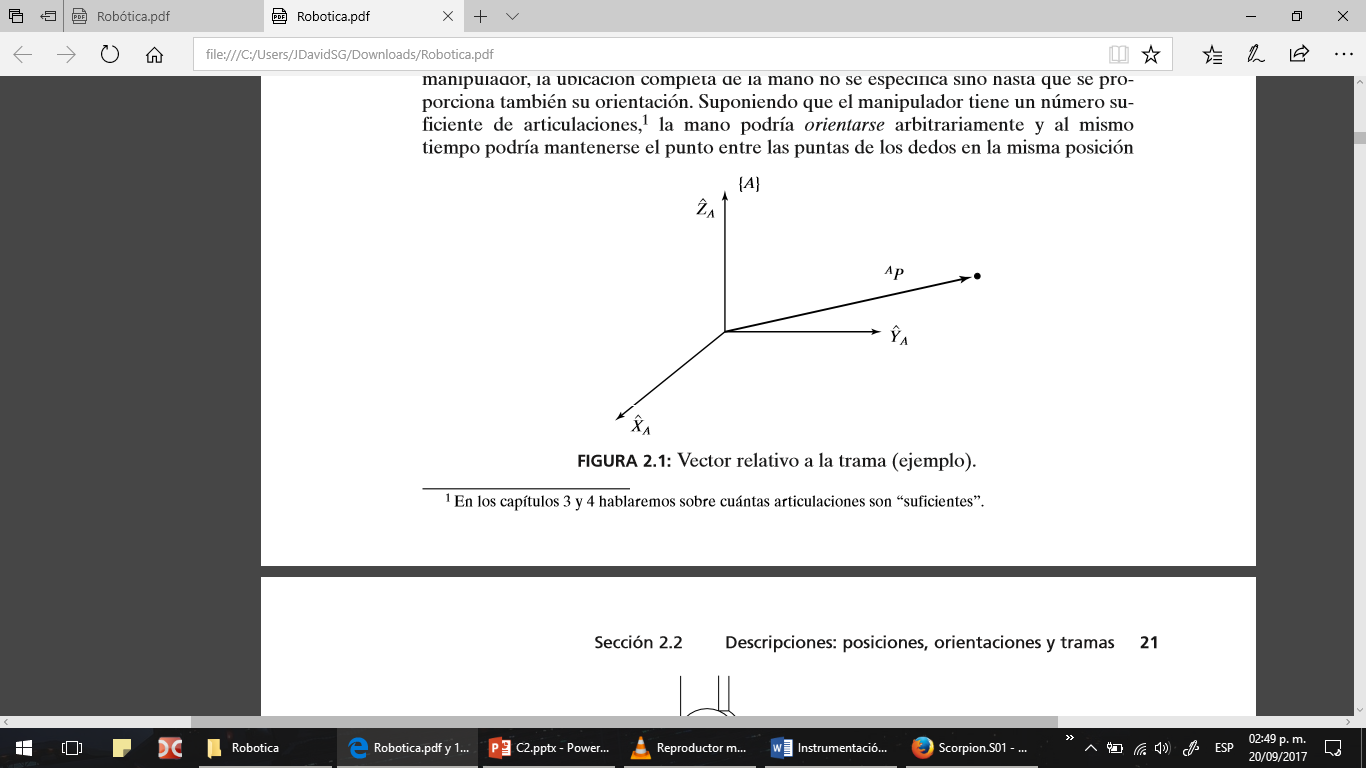 Robótica.pdf
Robotica.pdf
file:///C:/Users/JDavidSG/Downloads/Robotica.pdf
manipulador, la ubicación completa de la mano no se especifica sino hasta que se pro-
porciona también su orientación. Suponiendo que el manipulador tiene un número su-
ficiente de articulaciones,¹ la mano podría orientarse arbitrariamente y al mismo
tiempo podría mantenerse el punto entre las puntas de los dedos en la misma posición
{A}
Ẑ_A
ᴬP
Ŷ_A
X̂_A
FIGURA 2.1: Vector relativo a la trama (ejemplo).
¹ En los capítulos 3 y 4 hablaremos sobre cuántas articulaciones son “suficientes”.
Sección 2.2 Descripciones: posiciones, orientaciones y tramas 21
Robotica
Robotica.pdf y 1...
C2.pptx - Power...
Reproductor m...
Instrumentació...
Scorpion.S01 - ...
ESP
02:49 p. m.
20/09/2017